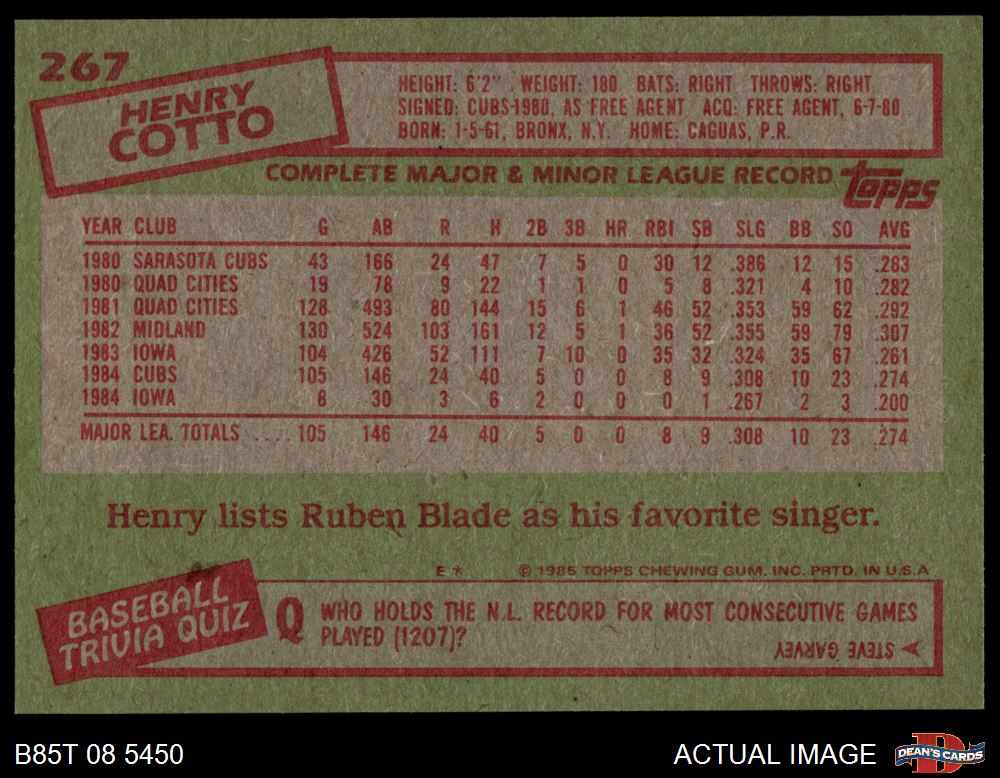 267
HENRY
COTTO
HEIGHT: 6'2" WEIGHT: 180 BATS: RIGHT THROWS: RIGHT
SIGNED: CUBS-1980, AS FREE AGENT ACQ: FREE AGENT, 6-7-80
BORN: 1-5-61, BRONX, N.Y. HOME: CAGUAS, P.R.
COMPLETE MAJOR & MINOR LEAGUE RECORD topps
YEAR CLUB G AB R H 2B 3B HR RBI SB SLG BB SO AVG
1980 SARASOTA CUBS 43 166 24 47 7 5 0 30 12 .386 12 15 .283
1980 QUAD CITIES 19 78 9 22 1 1 0 5 8 .321 4 10 .282
1981 QUAD CITIES 128 493 80 144 15 6 1 46 52 .353 59 62 .292
1982 MIDLAND 130 524 103 161 12 5 1 36 52 .355 59 79 .307
1983 IOWA 104 426 52 111 7 10 0 35 32 .324 35 67 .261
1984 CUBS 105 146 24 40 5 0 0 8 9 .308 10 23 .274
1984 IOWA 8 30 3 6 2 0 0 0 1 .267 2 3 .200
MAJOR LEA. TOTALS .... 105 146 24 40 5 0 0 8 9 .308 10 23 .274
Henry lists Ruben Blade as his favorite singer.
E * © 1985 TOPPS CHEWING GUM, INC. PRTD. IN U.S.A
BASEBALL
TRIVIA QUIZ
Q WHO HOLDS THE N.L. RECORD FOR MOST CONSECUTIVE GAMES
PLAYED (1207)?
STEVE GARVEY
B85T 08 5450
ACTUAL IMAGE
D
DEAN'S CARDS